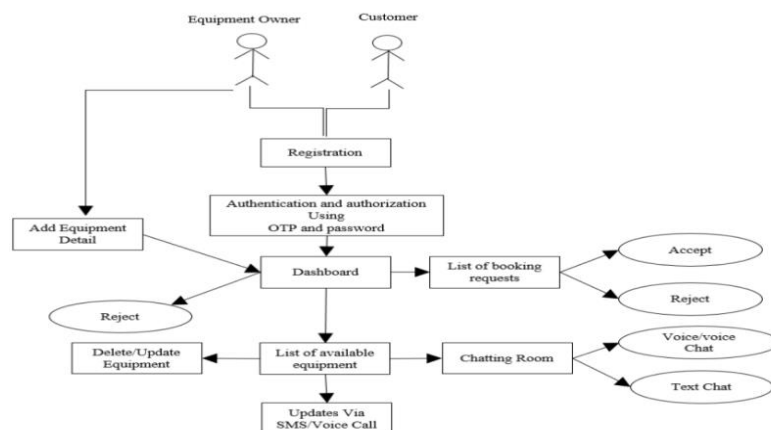 Equipment Owner
Customer
Registration
Authentication and authorization
Using
OTP and password
Add Equipment
Detail
Dashboard
List of booking
requests
Accept
Reject
Reject
Delete/Update
Equipment
List of available
equipment
Chatting Room
Voice/voice
Chat
Text Chat
Updates Via
SMS/Voice Call